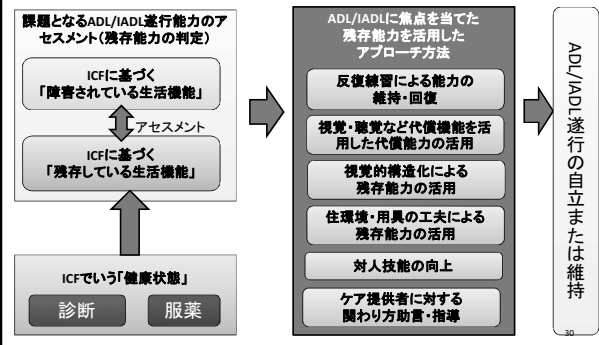 課題となるADL/IADL遂行能力のア
セスメント(残存能力の判定)
ICFに基づく
「障害されている生活機能」
アセスメント
ICFに基づく
「残存している生活機能」
ICFでいう「健康状態」
診断
服薬
ADL/IADLに焦点を当てた
残存能力を活用した
アプローチ方法
反復練習による能力の
維持・回復
視覚・聴覚など代償機能を活
用した代償能力の活用
視覚的構造化による
残存能力の活用
住環境・用具の工夫による
残存能力の活用
対人技能の向上
ケア提供者に対する
関わり方助言・指導
ADL/IADL遂行の自立または維持
30